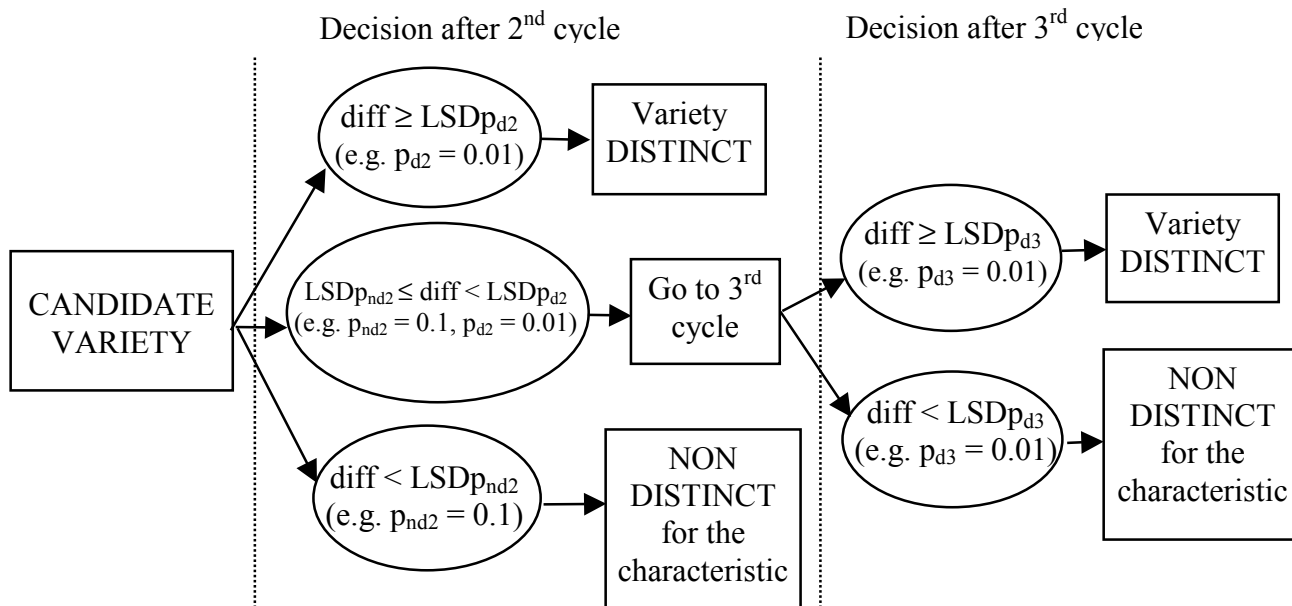 Decision after 2nd cycle
Decision after 3rd cycle
CANDIDATE
VARIETY
diff ≥ LSDpd2
(e.g. pd2 = 0.01)
Variety
DISTINCT
LSDpnd2 ≤ diff < LSDpd2
(e.g. pnd2 = 0.1, pd2 = 0.01)
Go to 3rd
cycle
diff < LSDpnd2
(e.g. pnd2 = 0.1)
NON
DISTINCT
for the
characteristic
diff ≥ LSDpd3
(e.g. pd3 = 0.01)
Variety
DISTINCT
diff < LSDpd3
(e.g. pd3 = 0.01)
NON
DISTINCT
for the
characteristic